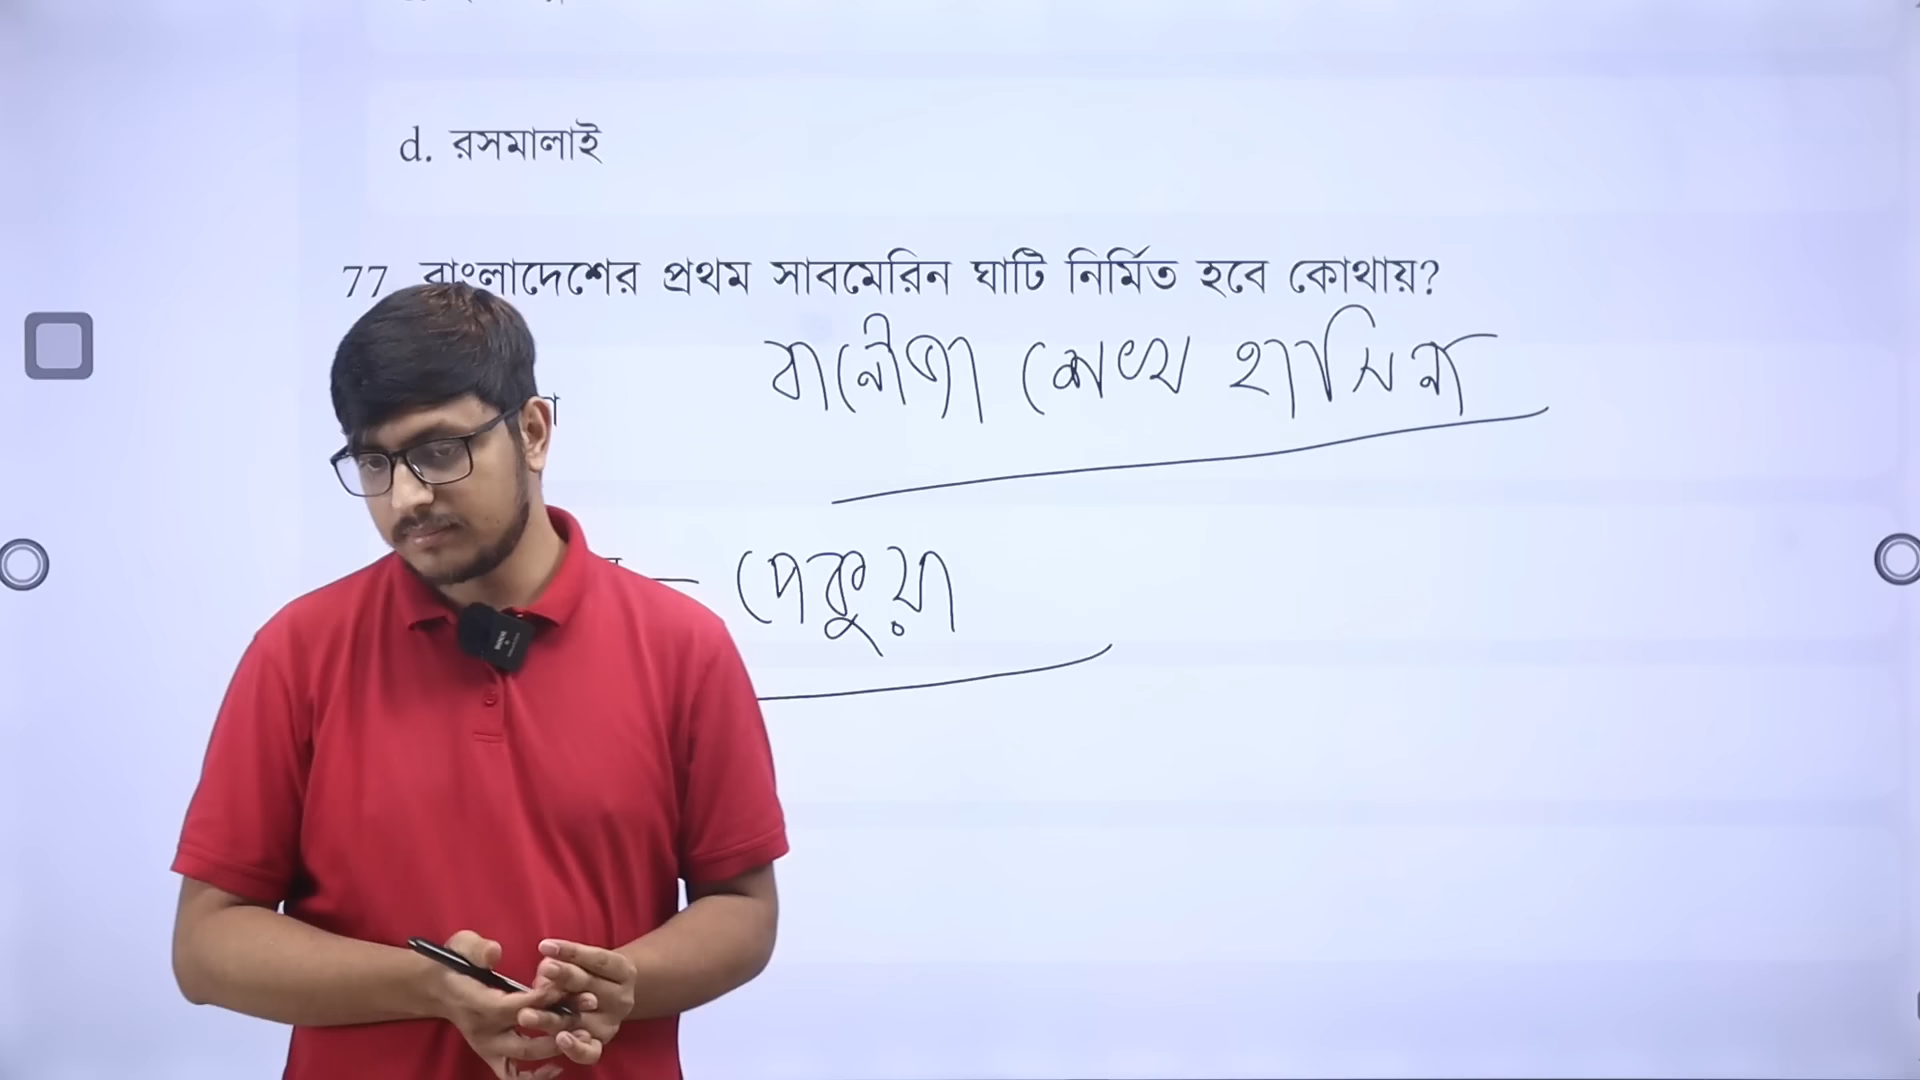 d. রসমালাই
77 বাংলাদেশের প্রথম সাবমেরিন ঘাটি নির্মিত হবে কোথায়?
বানৌজা শেখ হাসিনা
— পেকুয়া